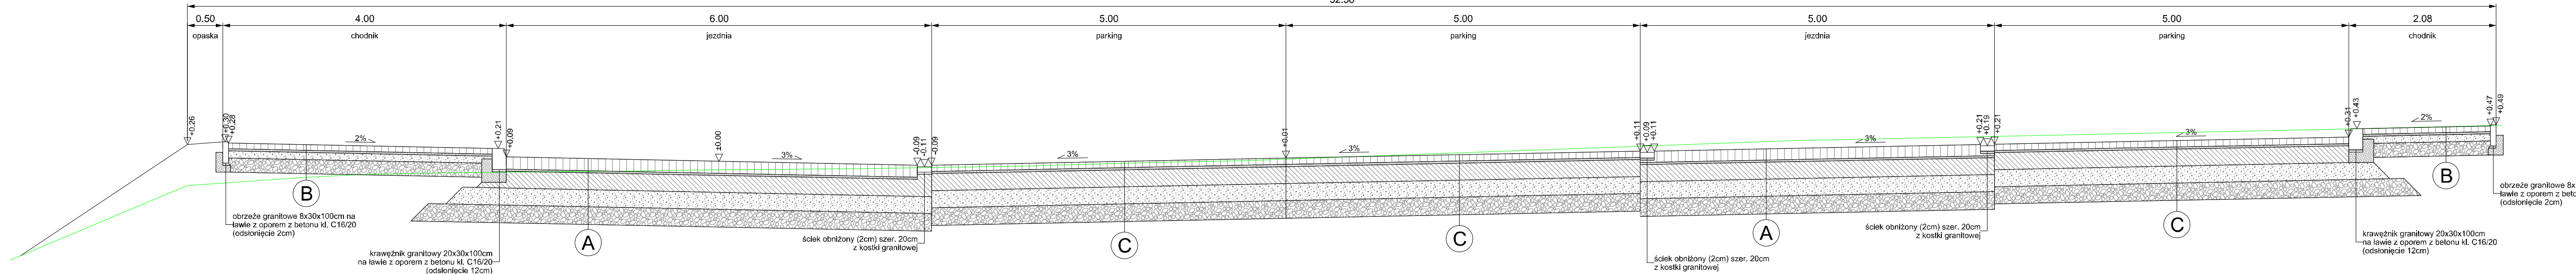 0.50 4.00 6.00 5.00 5.00 5.00 5.00 2.08
opaska chodnik jezdnia parking parking jezdnia parking chodnik
+0.26
+0.30
+0.28
2%
+0.21
+0.09
±0.00
3%
-0.09
-0.11
-0.09
3%
+0.01
3%
+0.11
+0.09
+0.11
3%
+0.21
+0.19
+0.21
3%
+0.31
+0.43
2%
+0.47
+0.49
B
A
C
C
A
C
B
obrzeże granitowe 8x30x100cm na
ławie z oporem z betonu kl. C16/20
(odsłonięcie 2cm)
krawężnik granitowy 20x30x100cm
na ławie z oporem z betonu kl. C16/20
(odsłonięcie 12cm)
ściek obniżony (2cm) szer. 20cm
z kostki granitowej
ściek obniżony (2cm) szer. 20cm
z kostki granitowej
ściek obniżony (2cm) szer. 20cm
z kostki granitowej
krawężnik granitowy 20x30x100cm
na ławie z oporem z betonu kl. C16/20
(odsłonięcie 12cm)
obrzeże granitowe 8x
ławie z oporem z beto
(odsłonięcie 2cm)